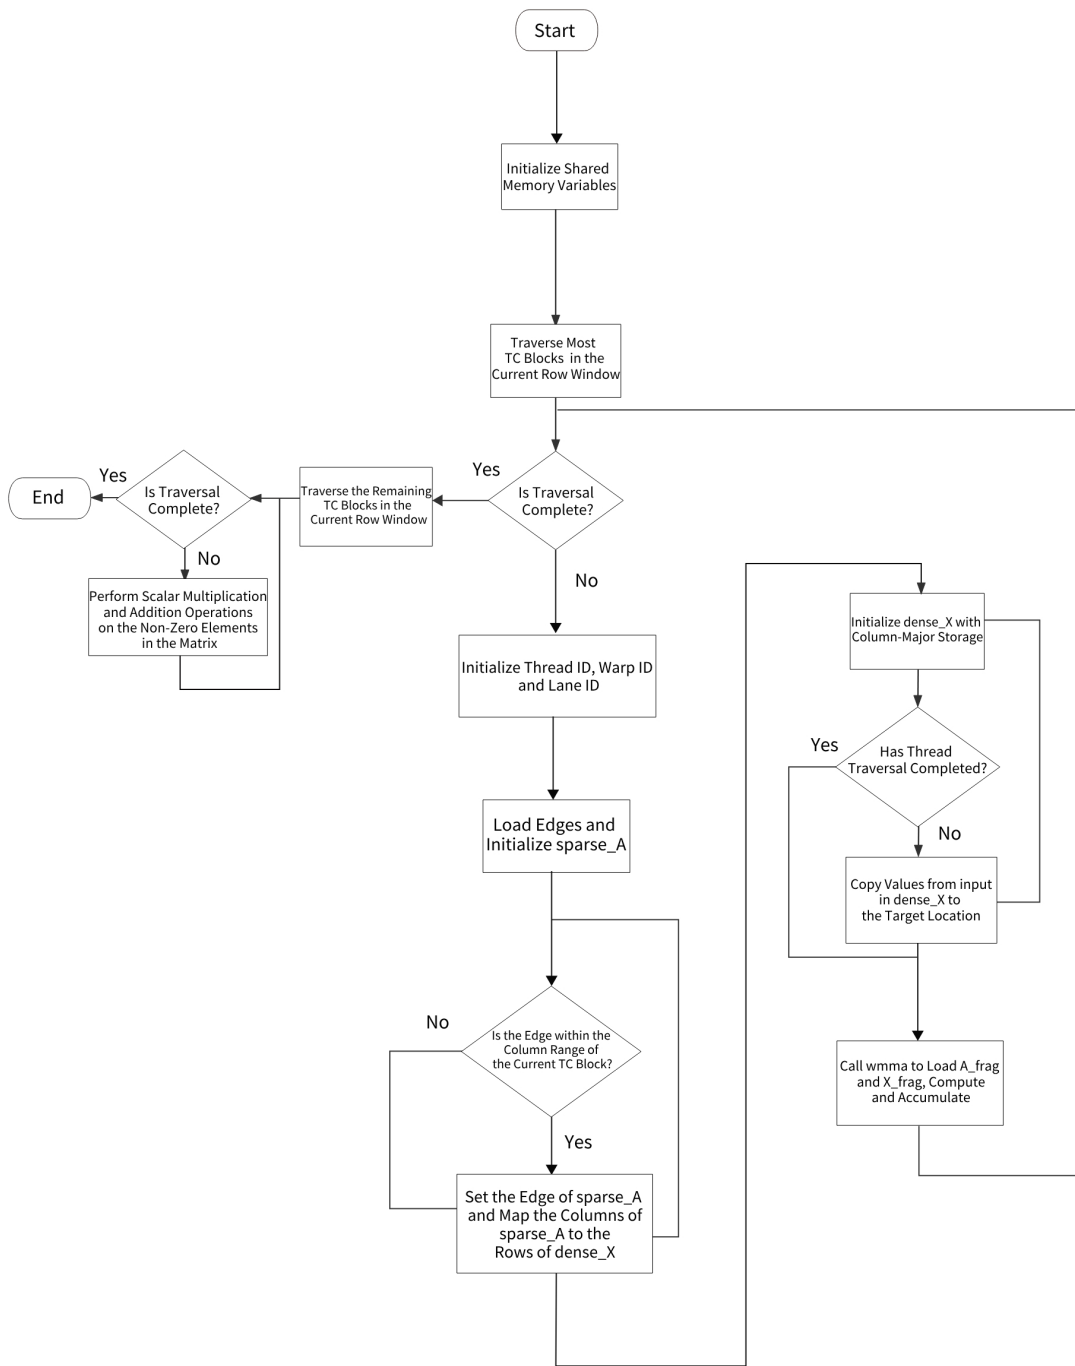 Start
Initialize Shared
Memory Variables
Traverse Most
TC Blocks in the
Current Row Window
Is Traversal
Complete?
Yes
No
Traverse the Remaining
TC Blocks in the
Current Row Window
Is Traversal
Complete?
Yes
End
No
Perform Scalar Multiplication
and Addition Operations
on the Non-Zero Elements
in the Matrix
Initialize Thread ID, Warp ID
and Lane ID
Load Edges and
Initialize sparse_A
Is the Edge within the
Column Range of
the Current TC Block?
No
Yes
Set the Edge of sparse_A
and Map the Columns of
sparse_A to the
Rows of dense_X
Initialize dense_X with
Column-Major Storage
Has Thread
Traversal Completed?
Yes
No
Copy Values from input
in dense_X to
the Target Location
Call wmma to Load A_frag
and X_frag, Compute
and Accumulate